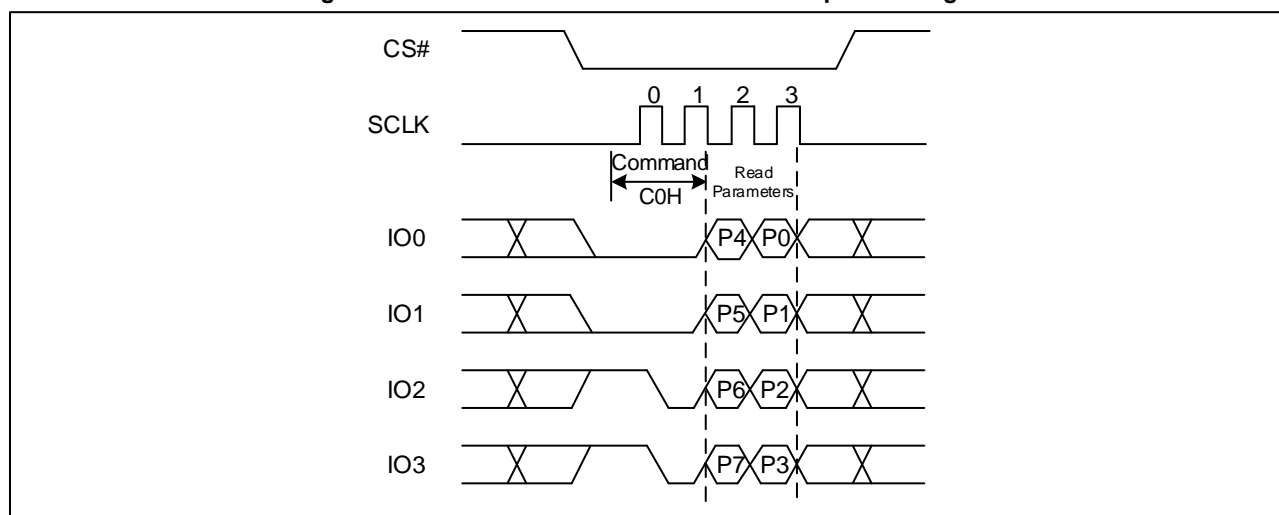 CS#
0 1 2 3
SCLK
Command
Read
Parameters
C0H
IO0 P4 P0
IO1 P5 P1
IO2 P6 P2
IO3 P7 P3